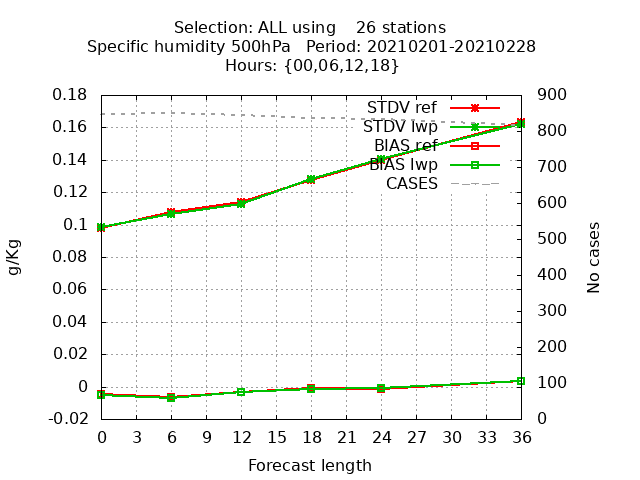 Selection: ALL using    26 stations
Specific humidity 500hPa   Period: 20210201-20210228
Hours: {00,06,12,18}
STDV ref
STDV lwp
BIAS ref
BIAS lwp
CASES
0.18
0.16
0.14
0.12
0.1
0.08
0.06
0.04
0.02
0
-0.02
g/Kg
900
800
700
600
500
400
300
200
100
0
No cases
0 3 6 9 12 15 18 21 24 27 30 33 36
Forecast length